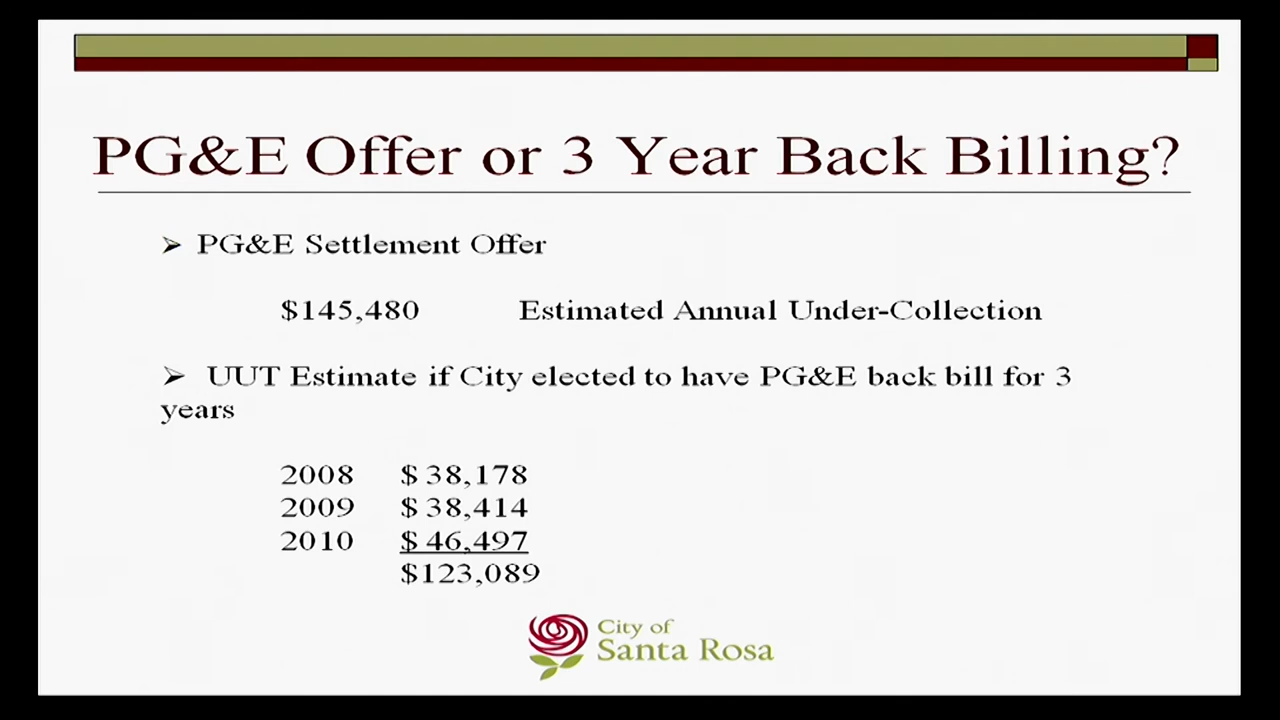 PG&E Offer or 3 Year Back Billing?
➢ PG&E Settlement Offer
$145,480 Estimated Annual Under-Collection
➢ UUT Estimate if City elected to have PG&E back bill for 3
years
2008 $ 38,178
2009 $ 38,414
2010 $ 46,497
$123,089
City of
Santa Rosa